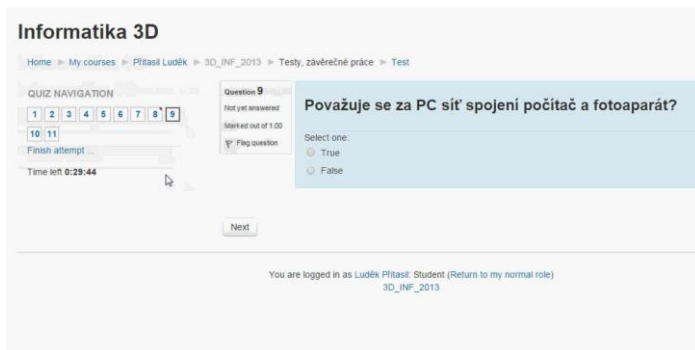 Informatika 3D
Home ► My courses ► Přitasil Luděk ► 3D_INF_2013 ► Testy, závěrečné práce ► Test
QUIZ NAVIGATION
1 2 3 4 5 6 7 8 9
10 11
Finish attempt ...
Time left 0:29:44
Question 9
Not yet answered
Marked out of 1.00
Flag question
Považuje se za PC síť spojení počítač a fotoaparát?
Select one:
True
False
Next
You are logged in as Luděk Přitasil: Student (Return to my normal role)
3D_INF_2013